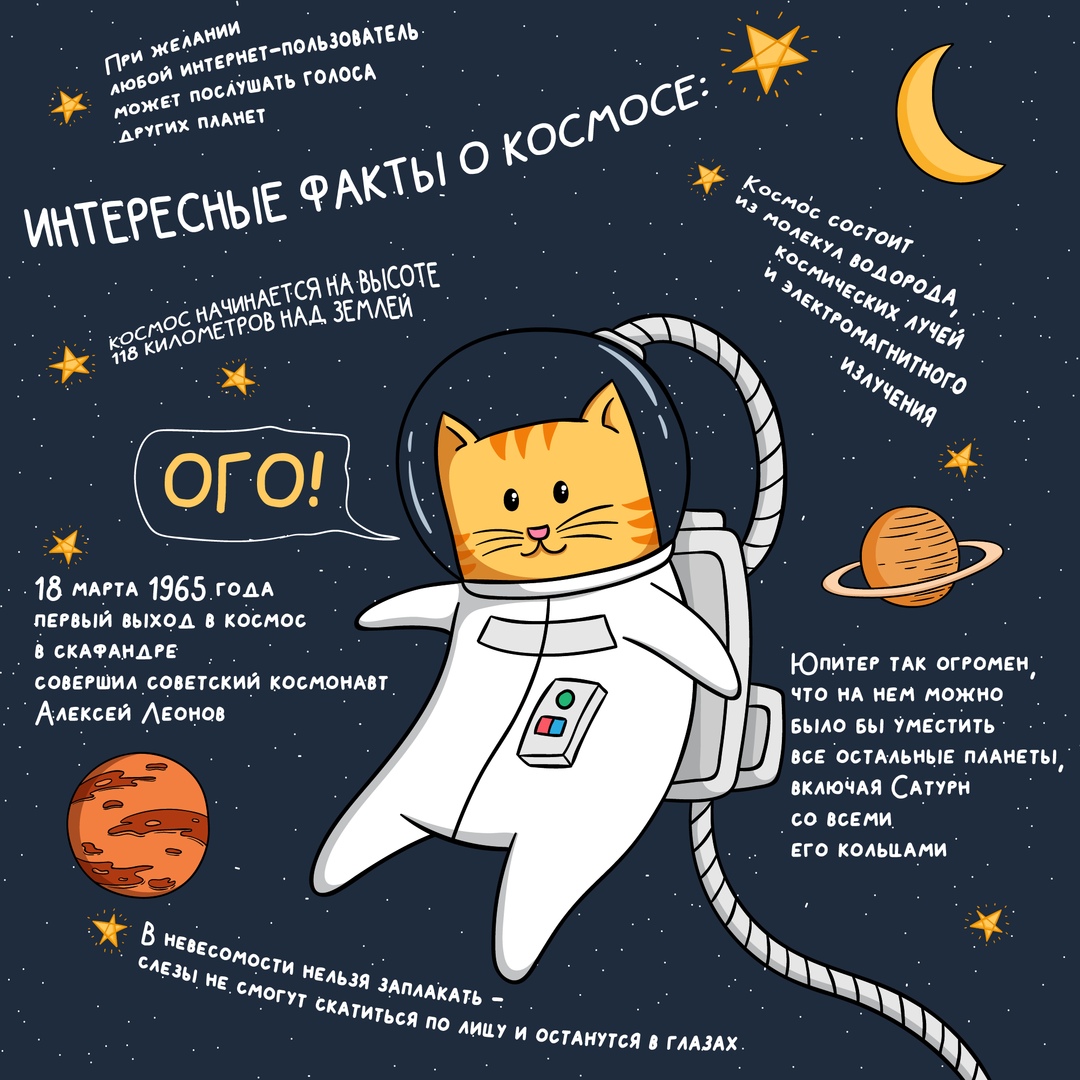 При желании
любой интернет-пользователь
может послушать голоса
других планет
ИНТЕРЕСНЫЕ ФАКТЫ О КОСМОСЕ:
Космос состоит
из молекул водорода,
космических лучей
и электромагнитного
излучения
КОСМОС НАЧИНАЕТСЯ НА ВЫСОТЕ
118 КИЛОМЕТРОВ НАД ЗЕМЛЕЙ
ОГО!
18 марта 1965 года
первый выход в космос
в скафандре
совершил советский космонавт
Алексей Леонов
Юпитер так огромен,
что на нем можно
было бы уместить
все остальные планеты,
включая Сатурн
со всеми
его кольцами
В невесомости нельзя заплакать –
слезы не смогут скатиться по лицу и останутся в глазах.